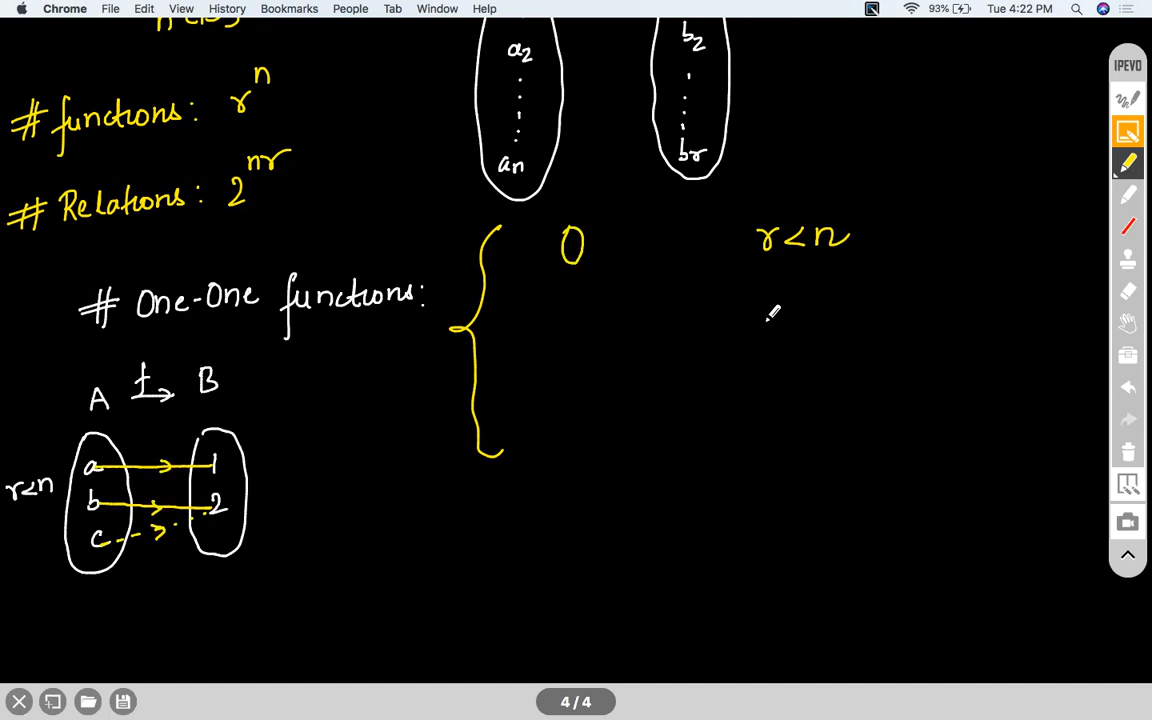 Chrome File Edit View History Bookmarks People Tab Window Help 93% Tue 4:22 PM
a2 b2
# functions: r^n
an br
# Relations: 2^nr
0 r<n
# One-One functions:
A f B
a 1
r<n b 2
c
IPEVO
4 / 4